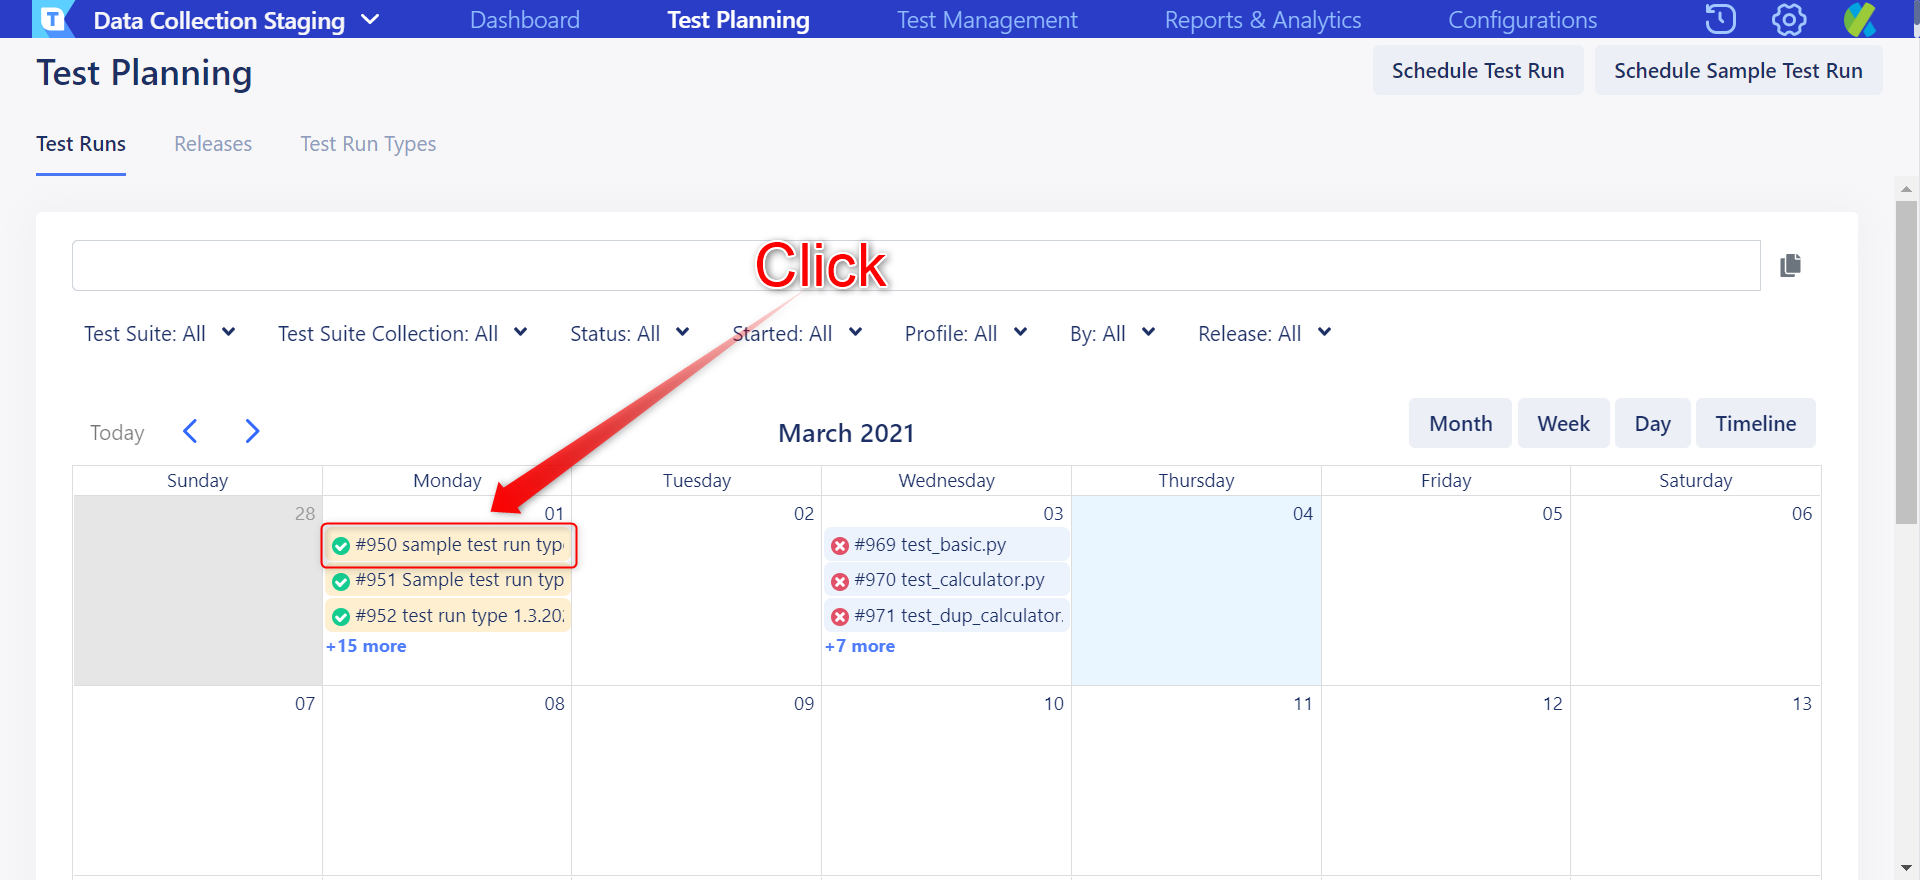 Data Collection Staging Dashboard Test Planning Test Management Reports & Analytics Configurations
Test Planning
Schedule Test Run Schedule Sample Test Run
Test Runs Releases Test Run Types
Click
Test Suite: All Test Suite Collection: All Status: All Started: All Profile: All By: All Release: All
Today
March 2021
Month Week Day Timeline
Sunday Monday Tuesday Wednesday Thursday Friday Saturday
28 01 02 03 04 05 06
#950 sample test run typ #969 test_basic.py
#951 Sample test run typ #970 test_calculator.py
#952 test run type 1.3.202 #971 test_dup_calculator.
+15 more +7 more
07 08 09 10 11 12 13